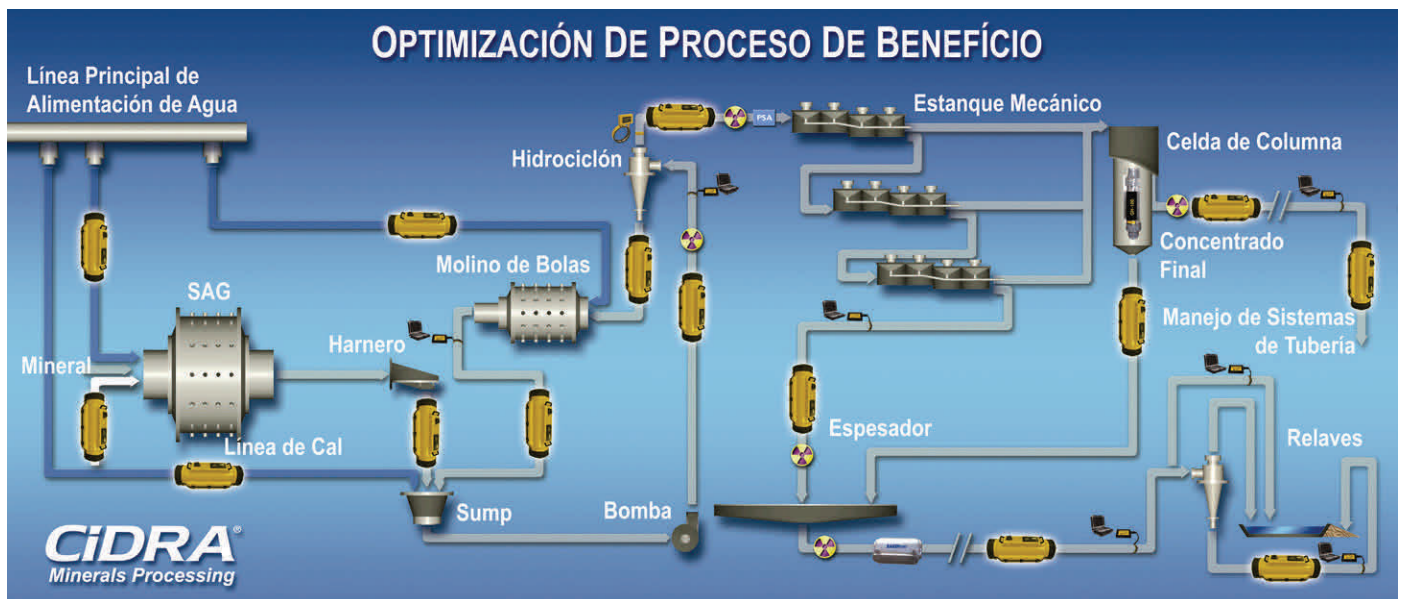 OPTIMIZACIÓN DE PROCESO DE BENEFÍCIO
Línea Principal de
Alimentación de Agua
Estanque Mecánico
PSA
Hidrociclón
Celda de Columna
Molino de Bolas
Concentrado
Final
SAG
Harnero
Manejo de Sistemas
de Tubería
Mineral
Línea de Cal
Espesador
Relaves
Sump
Bomba
CiDRA®
Minerals Processing